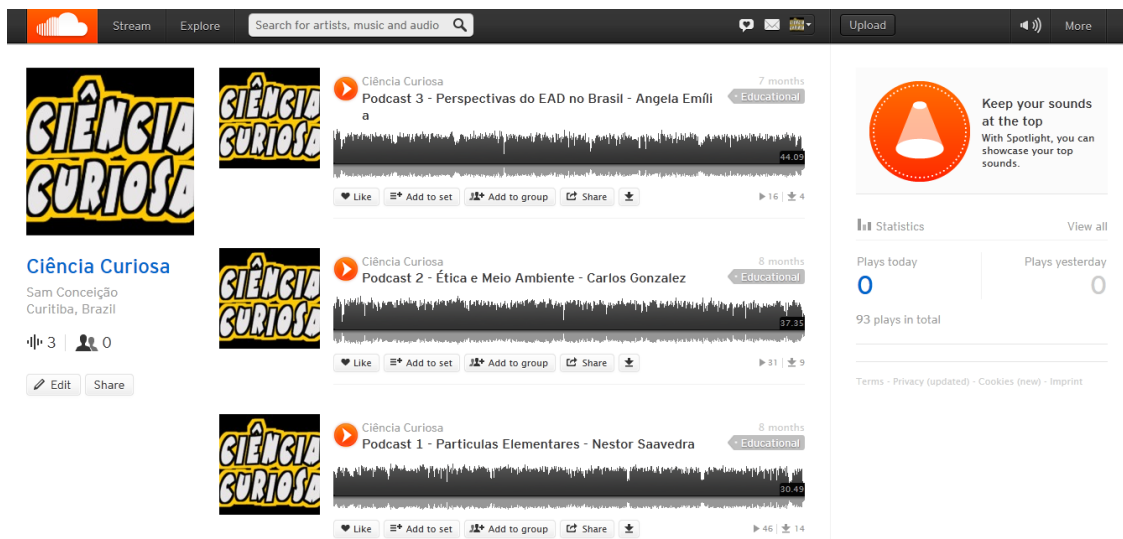 Stream Explore Search for artists, music and audio Upload More
CIÊNCIA
CURIOSA
Ciência Curiosa
Sam Conceição
Curitiba, Brazil
3 0
Edit Share
CIÊNCIA
CURIOSA
Ciência Curiosa 7 months
Podcast 3 - Perspectivas do EAD no Brasil - Angela Emíli Educational
a
44.09
Like Add to set Add to group Share 16 4
CIÊNCIA
CURIOSA
Ciência Curiosa 8 months
Podcast 2 - Ética e Meio Ambiente - Carlos Gonzalez Educational
37.35
Like Add to set Add to group Share 31 9
CIÊNCIA
CURIOSA
Ciência Curiosa 8 months
Podcast 1 - Particulas Elementares - Nestor Saavedra Educational
30.49
Like Add to set Add to group Share 46 14
Keep your sounds
at the top
With Spotlight, you can
showcase your top
sounds.
Statistics View all
Plays today Plays yesterday
0 0
93 plays in total
Terms - Privacy (updated) - Cookies (new) - Imprint